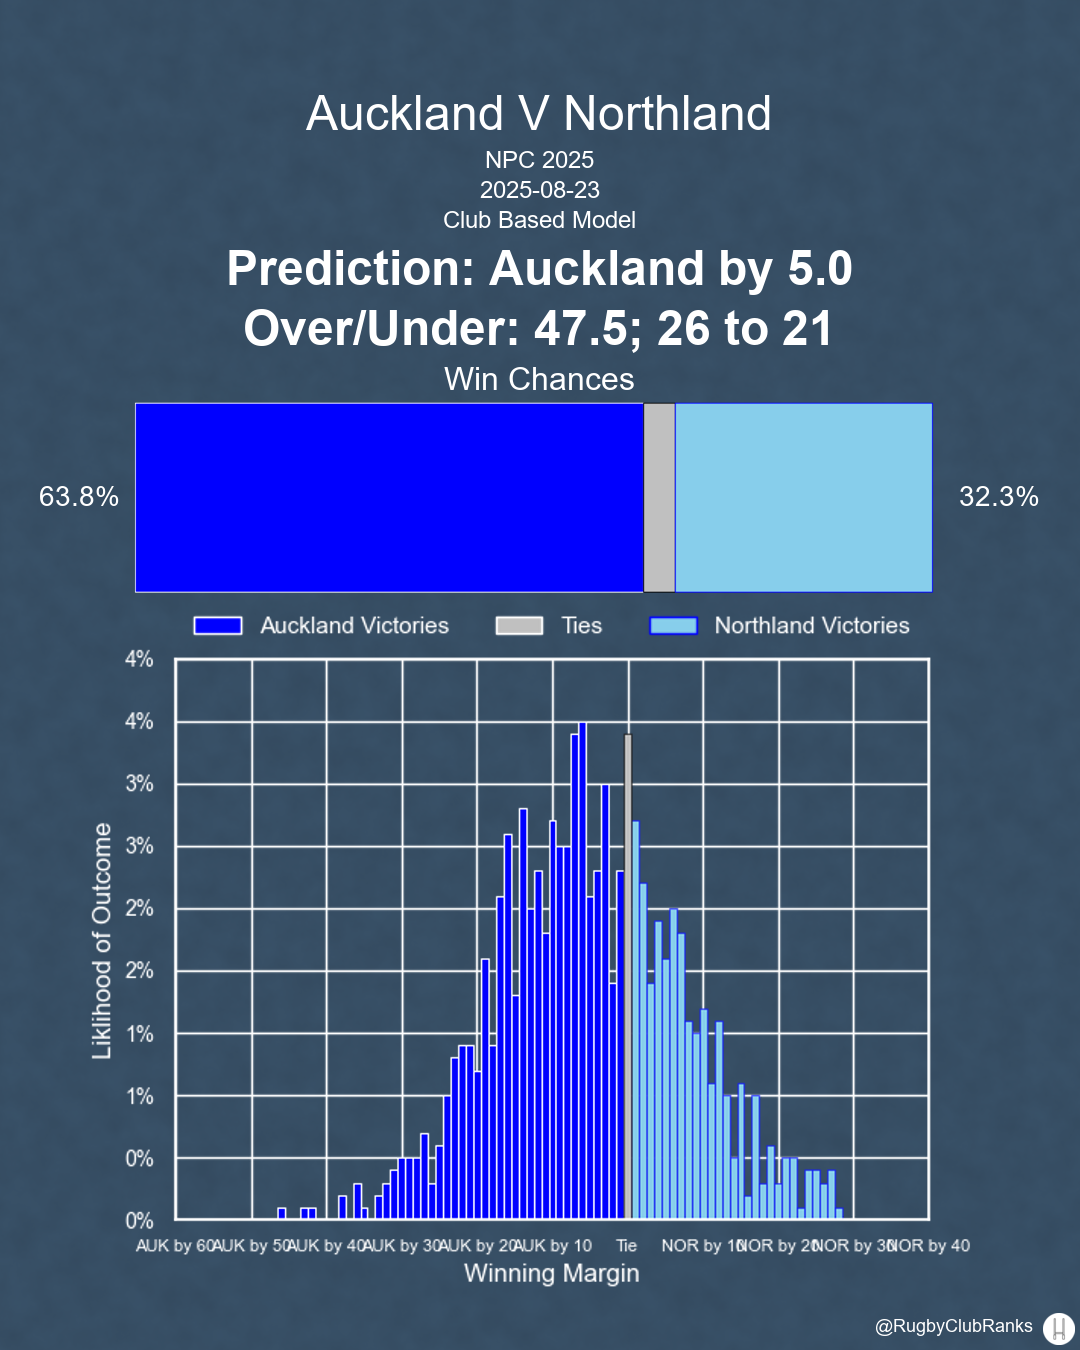 Auckland V Northland
NPC 2025
2025-08-23
Club Based Model
Prediction: Auckland by 5.0
Over/Under: 47.5; 26 to 21
Win Chances
63.8%
32.3%
Auckland Victories
Ties
Northland Victories
4%
4%
3%
3%
2%
2%
1%
1%
0%
0%
Liklihood of Outcome
AUK by 60
AUK by 50
AUK by 40
AUK by 30
AUK by 20
AUK by 10
Tie
NOR by 10
NOR by 20
NOR by 30
NOR by 40
Winning Margin
@RugbyClubRanks